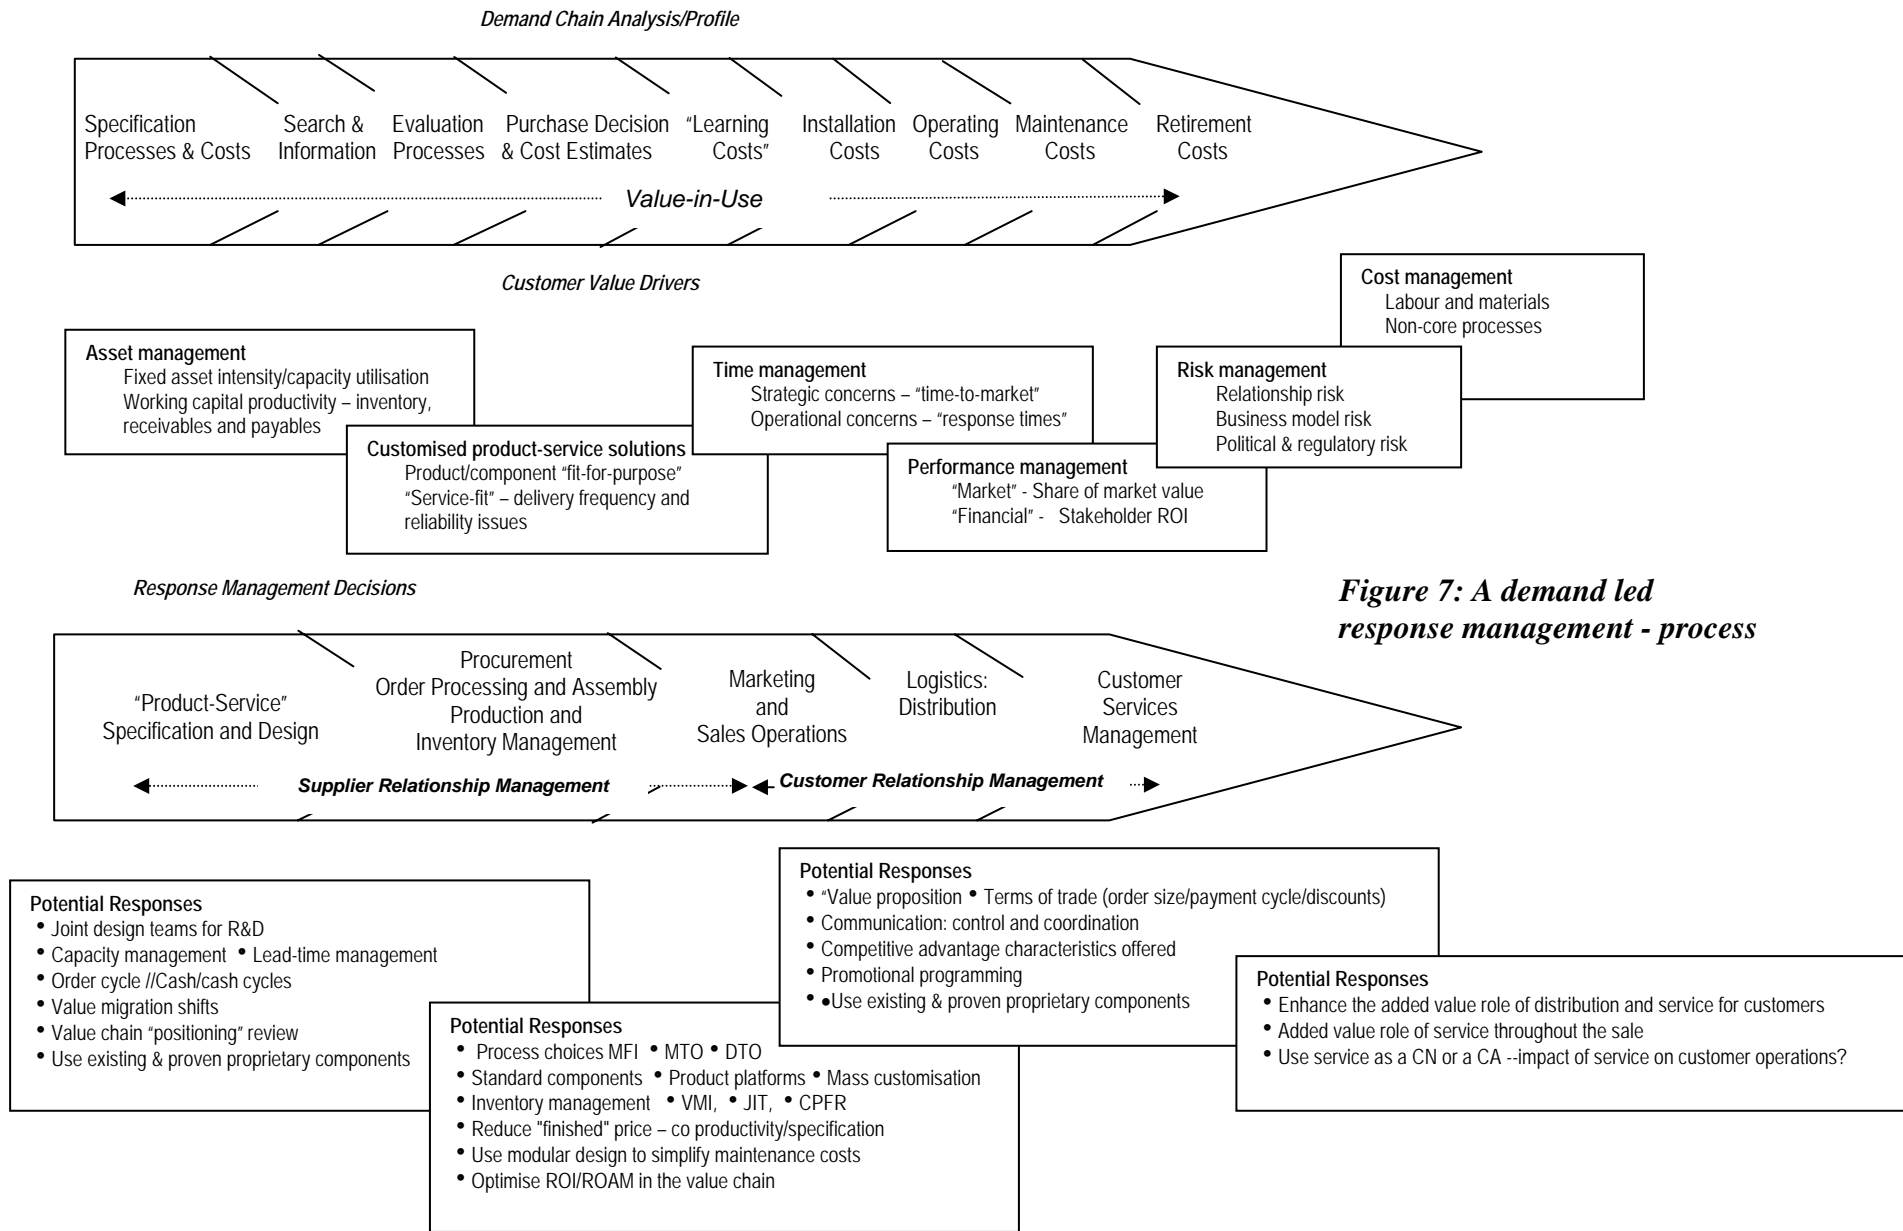 Demand Chain Analysis/Profile
Specification
Processes & Costs
Search &
Information
Evaluation
Processes
Purchase Decision
& Cost Estimates
“Learning
Costs”
Installation
Costs
Operating
Costs
Maintenance
Costs
Retirement
Costs
Value-in-Use
Customer Value Drivers
Asset management
Fixed asset intensity/capacity utilisation
Working capital productivity – inventory,
receivables and payables
Customised product-service solutions
Product/component “fit-for-purpose”
“Service-fit” – delivery frequency and
reliability issues
Time management
Strategic concerns – “time-to-market”
Operational concerns – “response times”
Performance management
“Market” - Share of market value
“Financial” - Stakeholder ROI
Risk management
Relationship risk
Business model risk
Political & regulatory risk
Cost management
Labour and materials
Non-core processes
Response Management Decisions
Figure 7: A demand led
response management - process
“Product-Service”
Specification and Design
Procurement
Order Processing and Assembly
Production and
Inventory Management
Marketing
and
Sales Operations
Logistics:
Distribution
Customer
Services
Management
Supplier Relationship Management
Customer Relationship Management
Potential Responses
• Joint design teams for R&D
• Capacity management • Lead-time management
• Order cycle //Cash/cash cycles
• Value migration shifts
• Value chain “positioning” review
• Use existing & proven proprietary components
Potential Responses
• Process choices MFI • MTO • DTO
• Standard components • Product platforms • Mass customisation
• Inventory management • VMI, • JIT, • CPFR
• Reduce "finished" price – co productivity/specification
• Use modular design to simplify maintenance costs
• Optimise ROI/ROAM in the value chain
Potential Responses
• “Value proposition • Terms of trade (order size/payment cycle/discounts)
• Communication: control and coordination
• Competitive advantage characteristics offered
• Promotional programming
• •Use existing & proven proprietary components
Potential Responses
• Enhance the added value role of distribution and service for customers
• Added value role of service throughout the sale
• Use service as a CN or a CA --impact of service on customer operations?